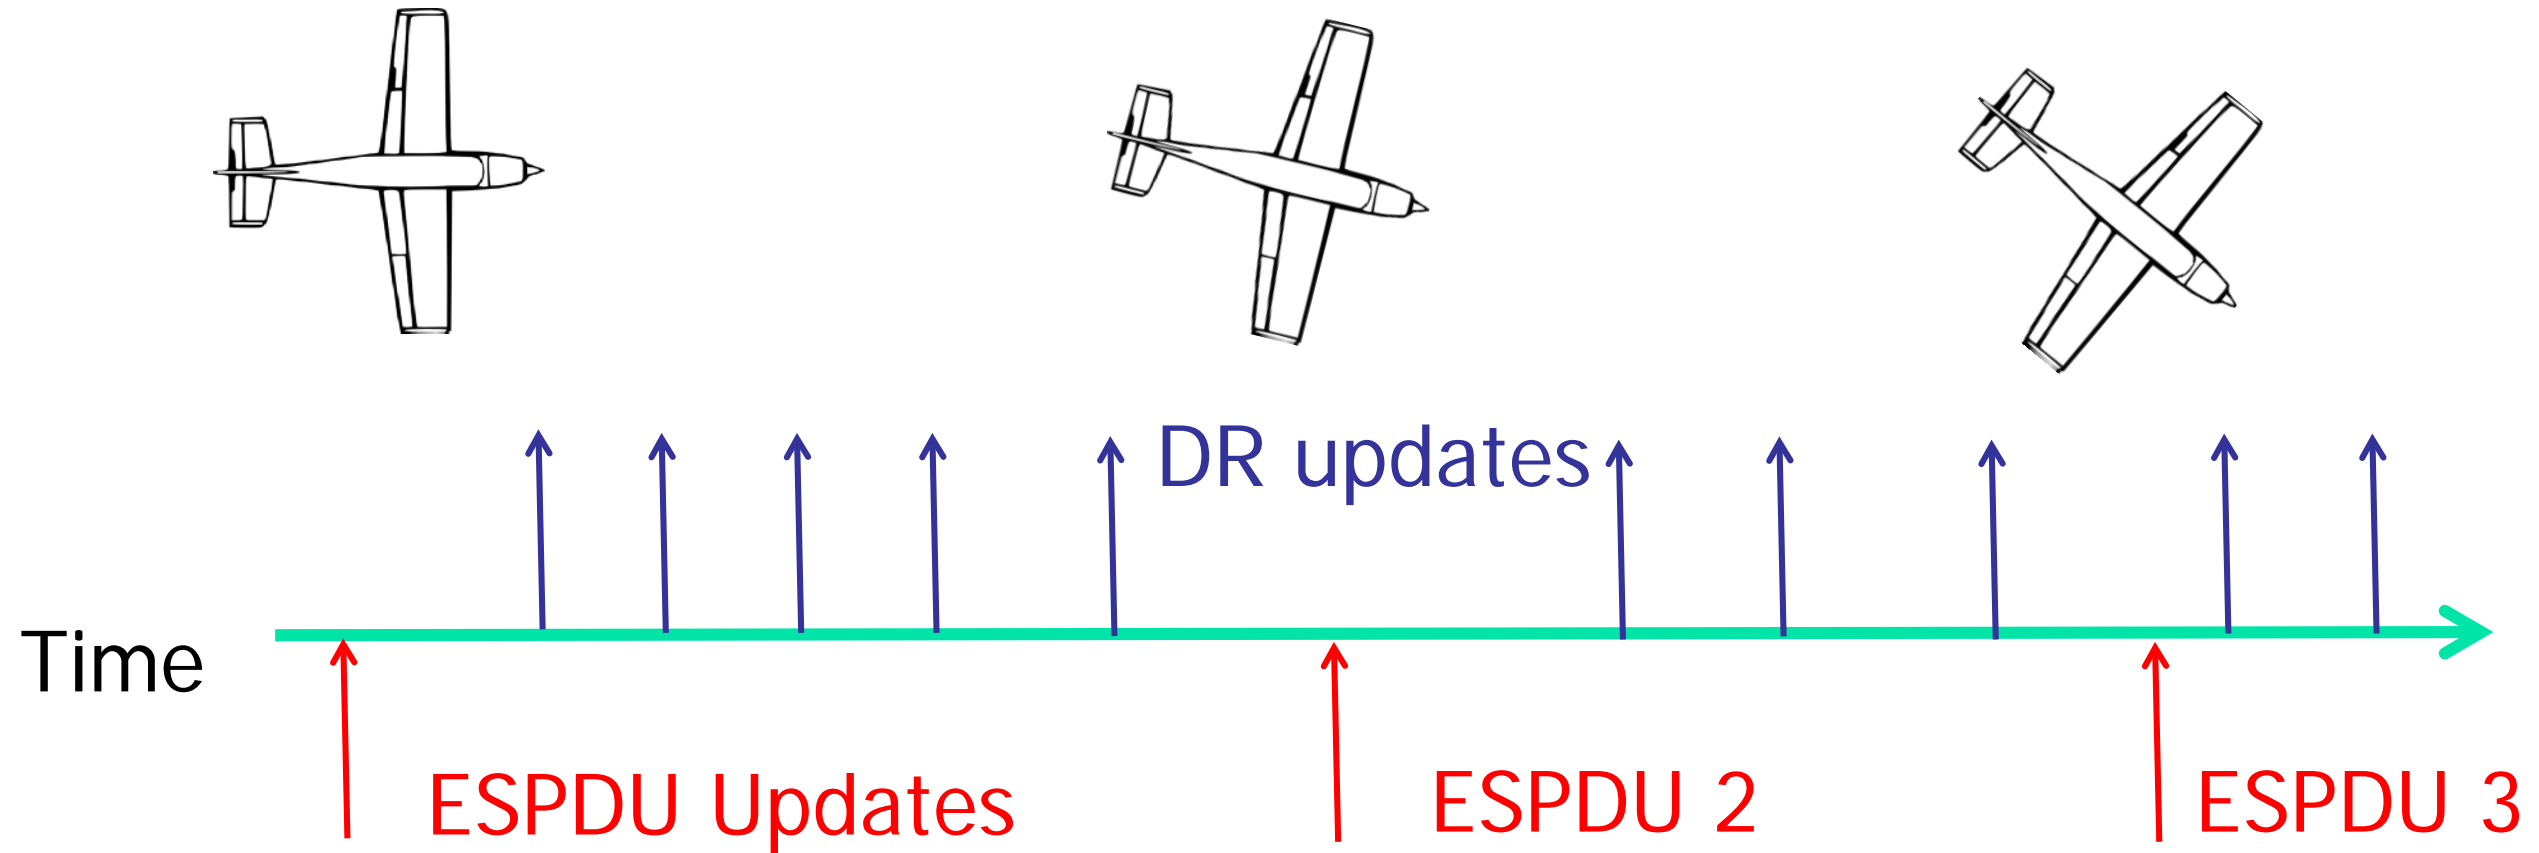 DR updates
Time
ESPDU Updates
ESPDU 2
ESPDU 3